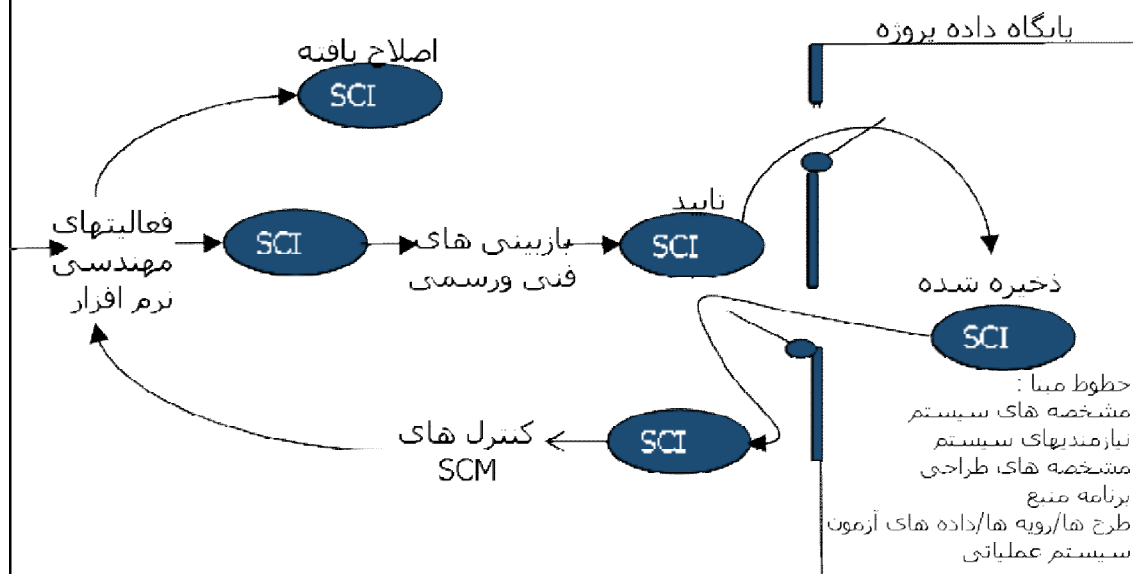 پایگاه داده پروژه
اصلاح یافته
SCI
تایید
SCI
SCI
فعالیتهای
مهندسی
نرم افزار
بازبینی های
فنی ورسمی
ذخیره شده
SCI
خطوط مبنا :
مشخصه های سیستم
نیازمندیهای سیستم
مشخصه های طراحی
برنامه منبع
طرح ها/رویه ها/داده های آزمون
سیستم عملیاتی
SCI
کنترل های
SCM